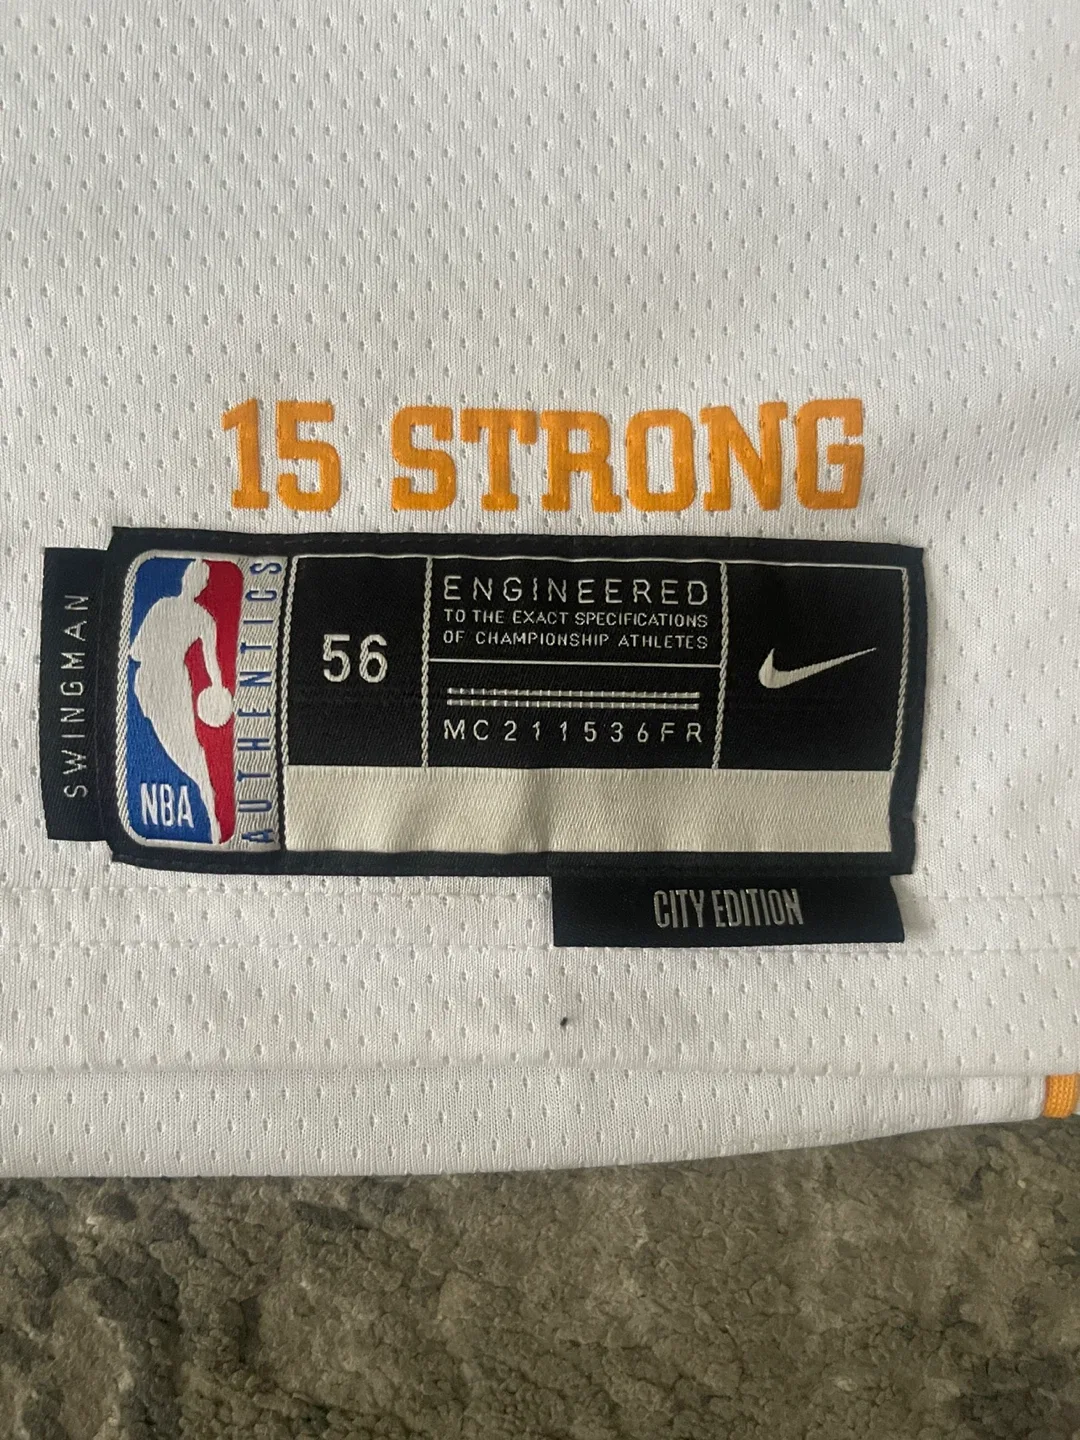 15 STRONG
SWINGMAN
NBA
AUTHENTICS
56
ENGINEERED
TO THE EXACT SPECIFICATIONS
OF CHAMPIONSHIP ATHLETES
MC211536FR
CITY EDITION